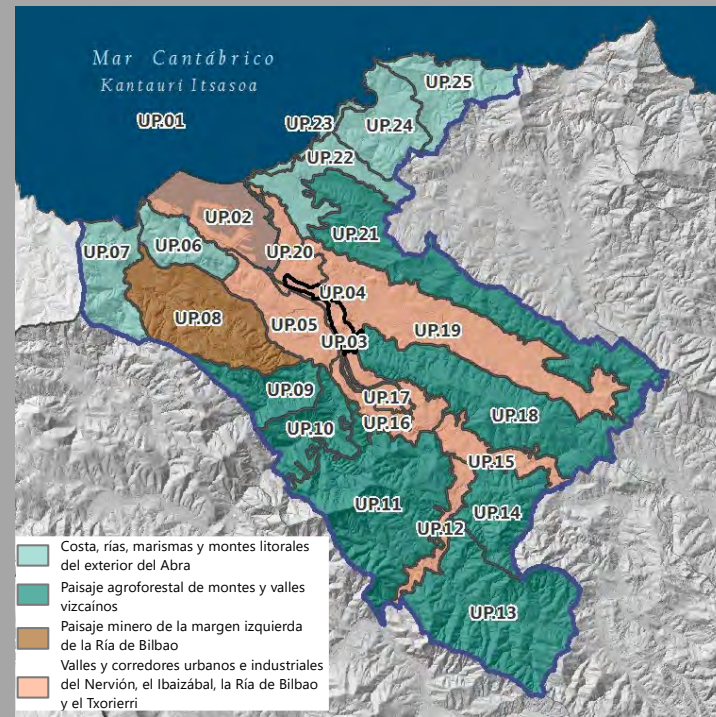 Mar Cantábrico
Kantauri Itsasoa
UP.25
UP.01
UP.23
UP.24
UP.22
UP.02
UP.21
UP.07
UP.06
UP.20
UP.04
UP.08
UP.05
UP.19
UP.03
UP.09
UP.17
UP.18
UP.16
UP.10
UP.15
UP.11
UP.14
UP.12
UP.13
Costa, rías, marismas y montes litorales
del exterior del Abra
Paisaje agroforestal de montes y valles
vizcaínos
Paisaje minero de la margen izquierda
de la Ría de Bilbao
Valles y corredores urbanos e industriales
del Nervión, el Ibaizábal, la Ría de Bilbao
y el Txorierri